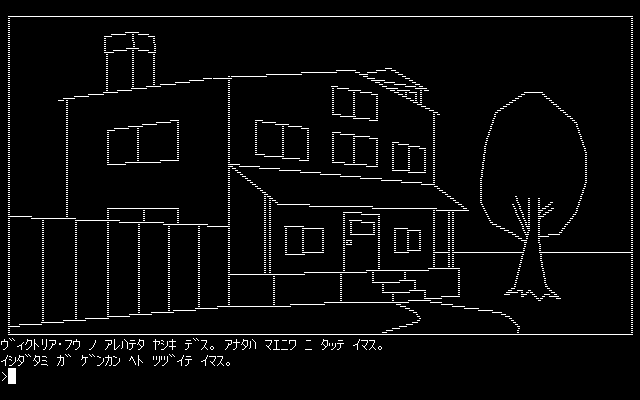 ヴィクトリア・フウ ノ アレハテタ ヤシキ デス。 アナタハ マエニワ ニ タッテ イマス。
イシダタミ ガ ゲンカン ヘト ツヅイテ イマス。
>